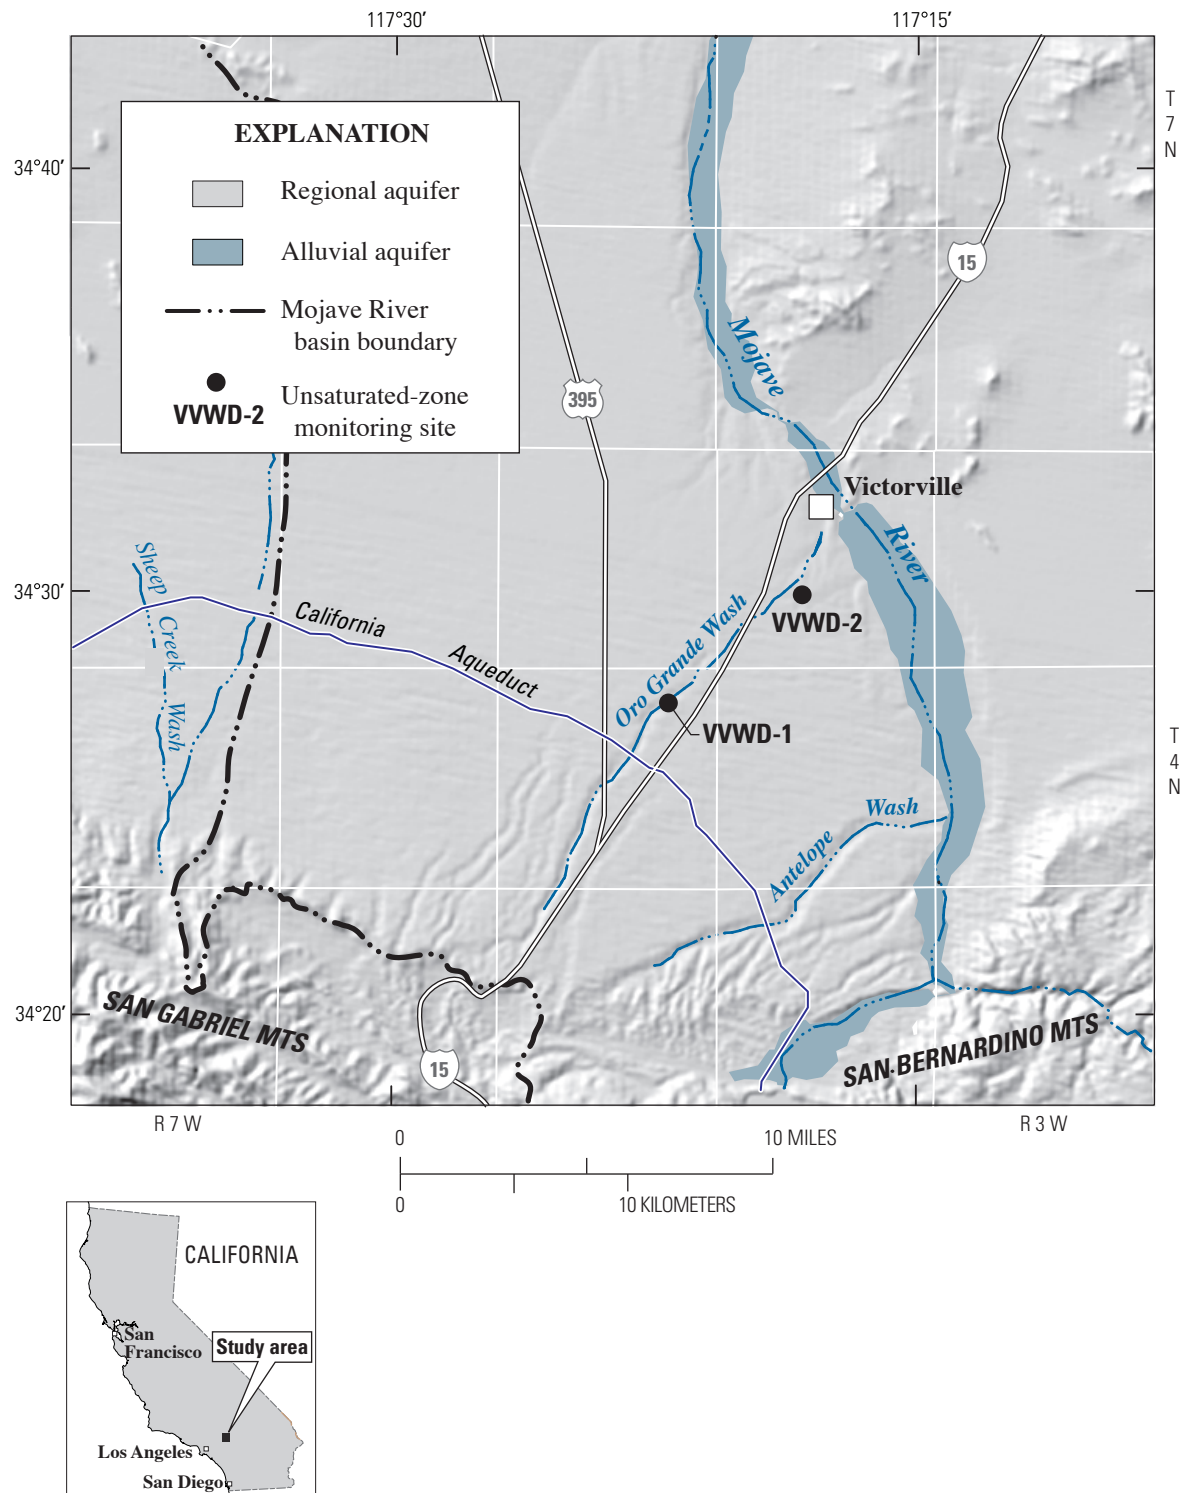 117°30′
117°15′
T
7
N
34°40′
EXPLANATION
Regional aquifer
Alluvial aquifer
Mojave River
basin boundary
VVWD-2
Unsaturated-zone
monitoring site
15
395
Mojave
River
Victorville
34°30′
Sheep
Creek
Wash
California
Aqueduct
Oro Grande Wash
VVWD-2
VVWD-1
T
4
N
Antelope
Wash
34°20′
SAN GABRIEL MTS
SAN BERNARDINO MTS
15
R 7 W
R 3 W
0
10 MILES
0
10 KILOMETERS
CALIFORNIA
San
Francisco
Study area
Los Angeles
San Diego